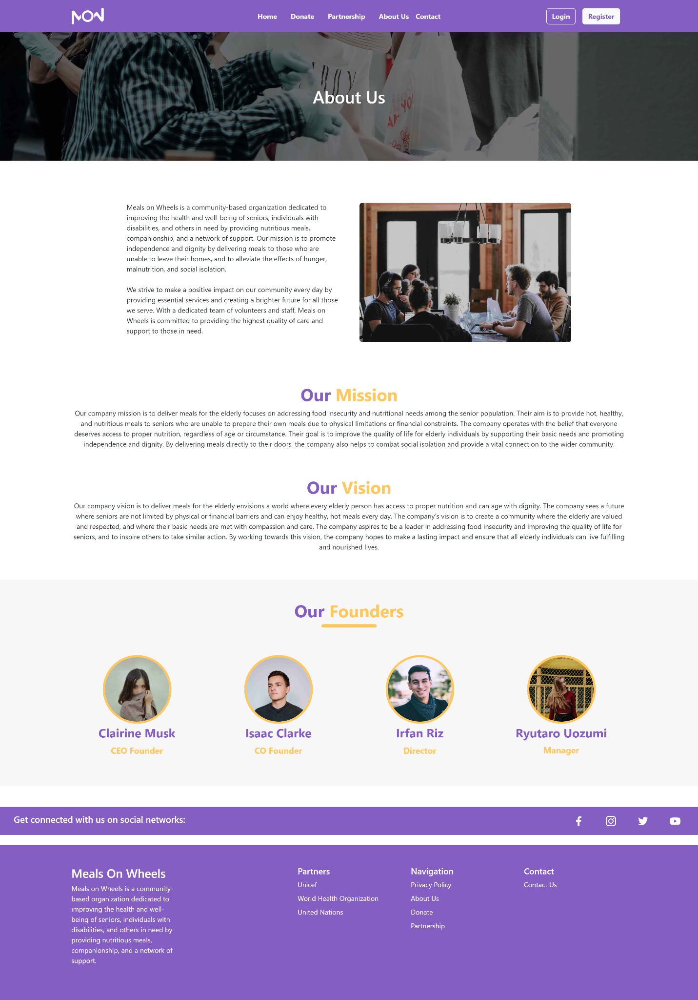 MOW
Home Donate Partnership About Us Contact
Login Register
About Us
Meals on Wheels is a community-based organization dedicated to
improving the health and well-being of seniors, individuals with
disabilities, and others in need by providing nutritious meals,
companionship, and a network of support. Our mission is to promote
independence and dignity by delivering meals to those who are
unable to leave their homes, and to alleviate the effects of hunger,
malnutrition, and social isolation.
We strive to make a positive impact on our community every day by
providing essential services and creating a brighter future for all those
we serve. With a dedicated team of volunteers and staff, Meals on
Wheels is committed to providing the highest quality of care and
support to those in need.
Our Mission
Our company mission is to deliver meals for the elderly focuses on addressing food insecurity and nutritional needs among the senior population. Their aim is to provide hot, healthy,
and nutritious meals to seniors who are unable to prepare their own meals due to physical limitations or financial constraints. The company operates with the belief that everyone
deserves access to proper nutrition, regardless of age or circumstance. Their goal is to improve the quality of life for elderly individuals by supporting their basic needs and promoting
independence and dignity. By delivering meals directly to their doors, the company also helps to combat social isolation and provide a vital connection to the wider community.
Our Vision
Our company vision is to deliver meals for the elderly envisions a world where every elderly person has access to proper nutrition and can age with dignity. The company sees a future
where seniors are not limited by physical or financial barriers and can enjoy healthy, hot meals every day. The company's vision is to create a community where the elderly are valued
and respected, and where their basic needs are met with compassion and care. The company aspires to be a leader in addressing food insecurity and improving the quality of life for
seniors, and to inspire others to take similar action. By working towards this vision, the company hopes to make a lasting impact and ensure that all elderly individuals can live fulfilling
and nourished lives.
Our Founders
Clairine Musk
CEO Founder
Isaac Clarke
CO Founder
Irfan Riz
Director
Ryutaro Uozumi
Manager
Get connected with us on social networks:
Meals On Wheels
Meals on Wheels is a community-
based organization dedicated to
improving the health and well-
being of seniors, individuals with
disabilities, and others in need by
providing nutritious meals,
companionship, and a network of
support.
Partners
Unicef
World Health Organization
United Nations
Navigation
Privacy Policy
About Us
Donate
Partnership
Contact
Contact Us